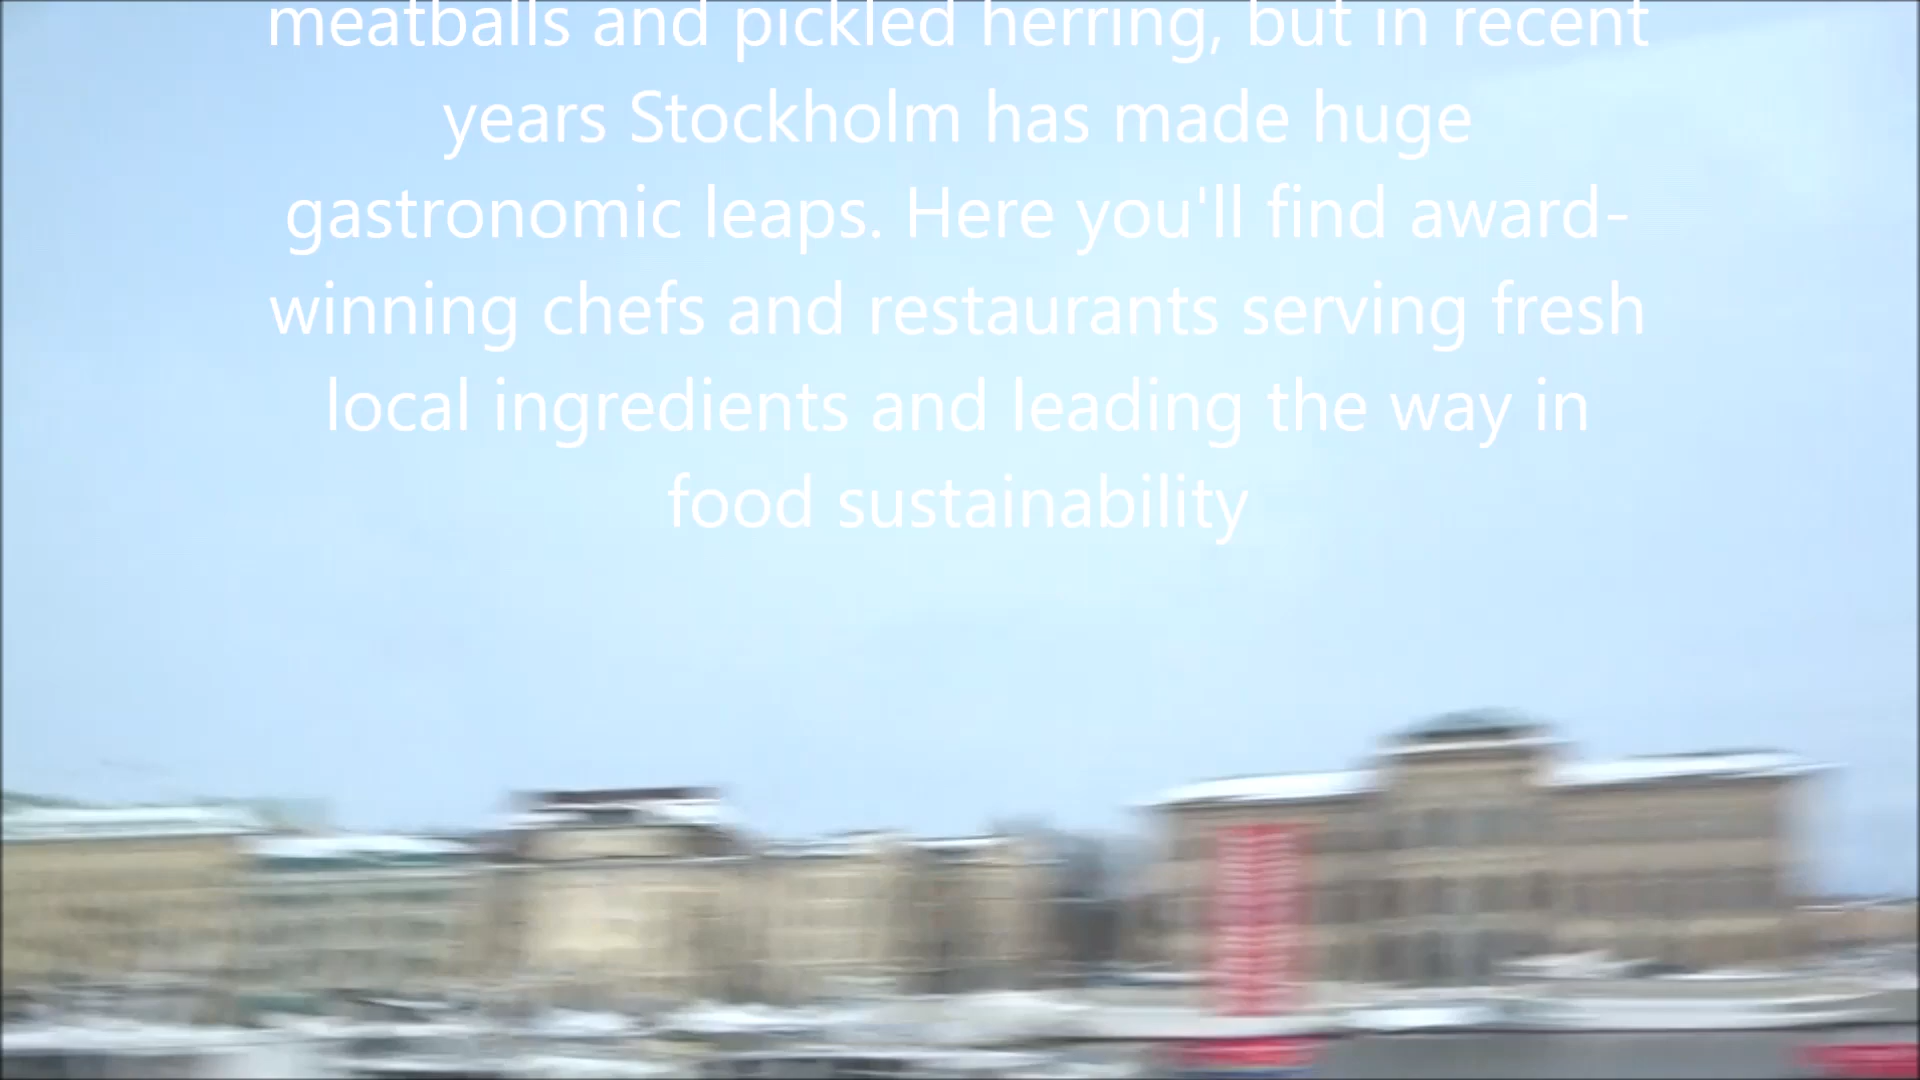 meatballs and pickled herring, but in recent
years Stockholm has made huge
gastronomic leaps. Here you'll find award-
winning chefs and restaurants serving fresh
local ingredients and leading the way in
food sustainability